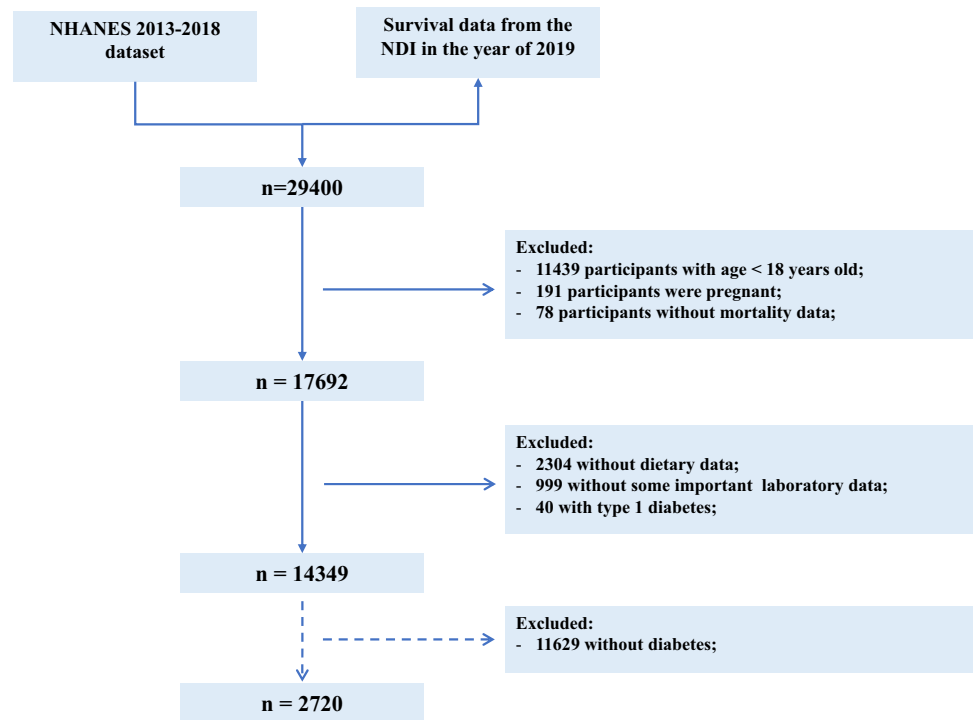 NHANES 2013-2018
dataset
Survival data from the
NDI in the year of 2019
n=29400
Excluded:
- 11439 participants with age < 18 years old;
- 191 participants were pregnant;
- 78 participants without mortality data;
n = 17692
Excluded:
- 2304 without dietary data;
- 999 without some important laboratory data;
- 40 with type 1 diabetes;
n = 14349
Excluded:
- 11629 without diabetes;
n = 2720